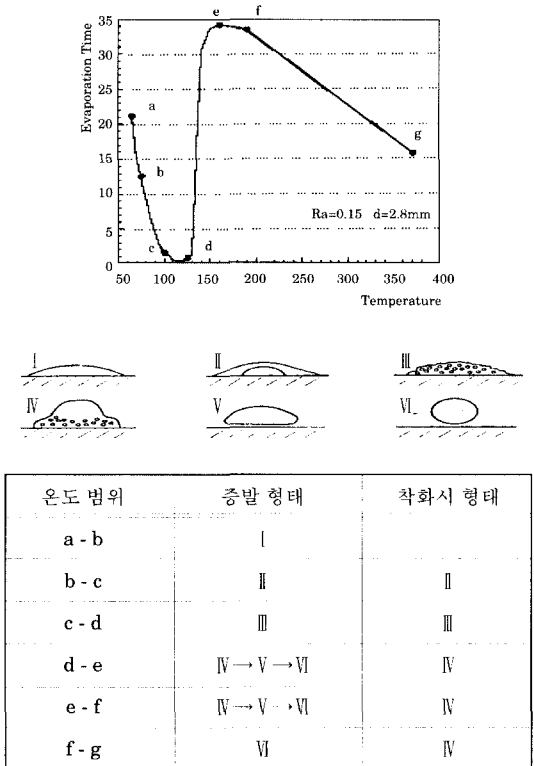 e
f
35
30
25
20
15
10
5
0
Evaporation Time
a
b
c
d
g
Ra=0.15 d=2.8mm
50 100 150 200 250 300 350 400
Temperature
Ⅰ Ⅱ Ⅲ
Ⅳ Ⅴ Ⅵ
온도 범위 증발 형태 착화시 형태
a - b Ⅰ
b - c Ⅱ Ⅱ
c - d Ⅲ Ⅲ
d - e Ⅳ → Ⅴ → Ⅵ Ⅳ
e - f Ⅳ → Ⅴ → Ⅵ Ⅳ
f - g Ⅵ Ⅳ